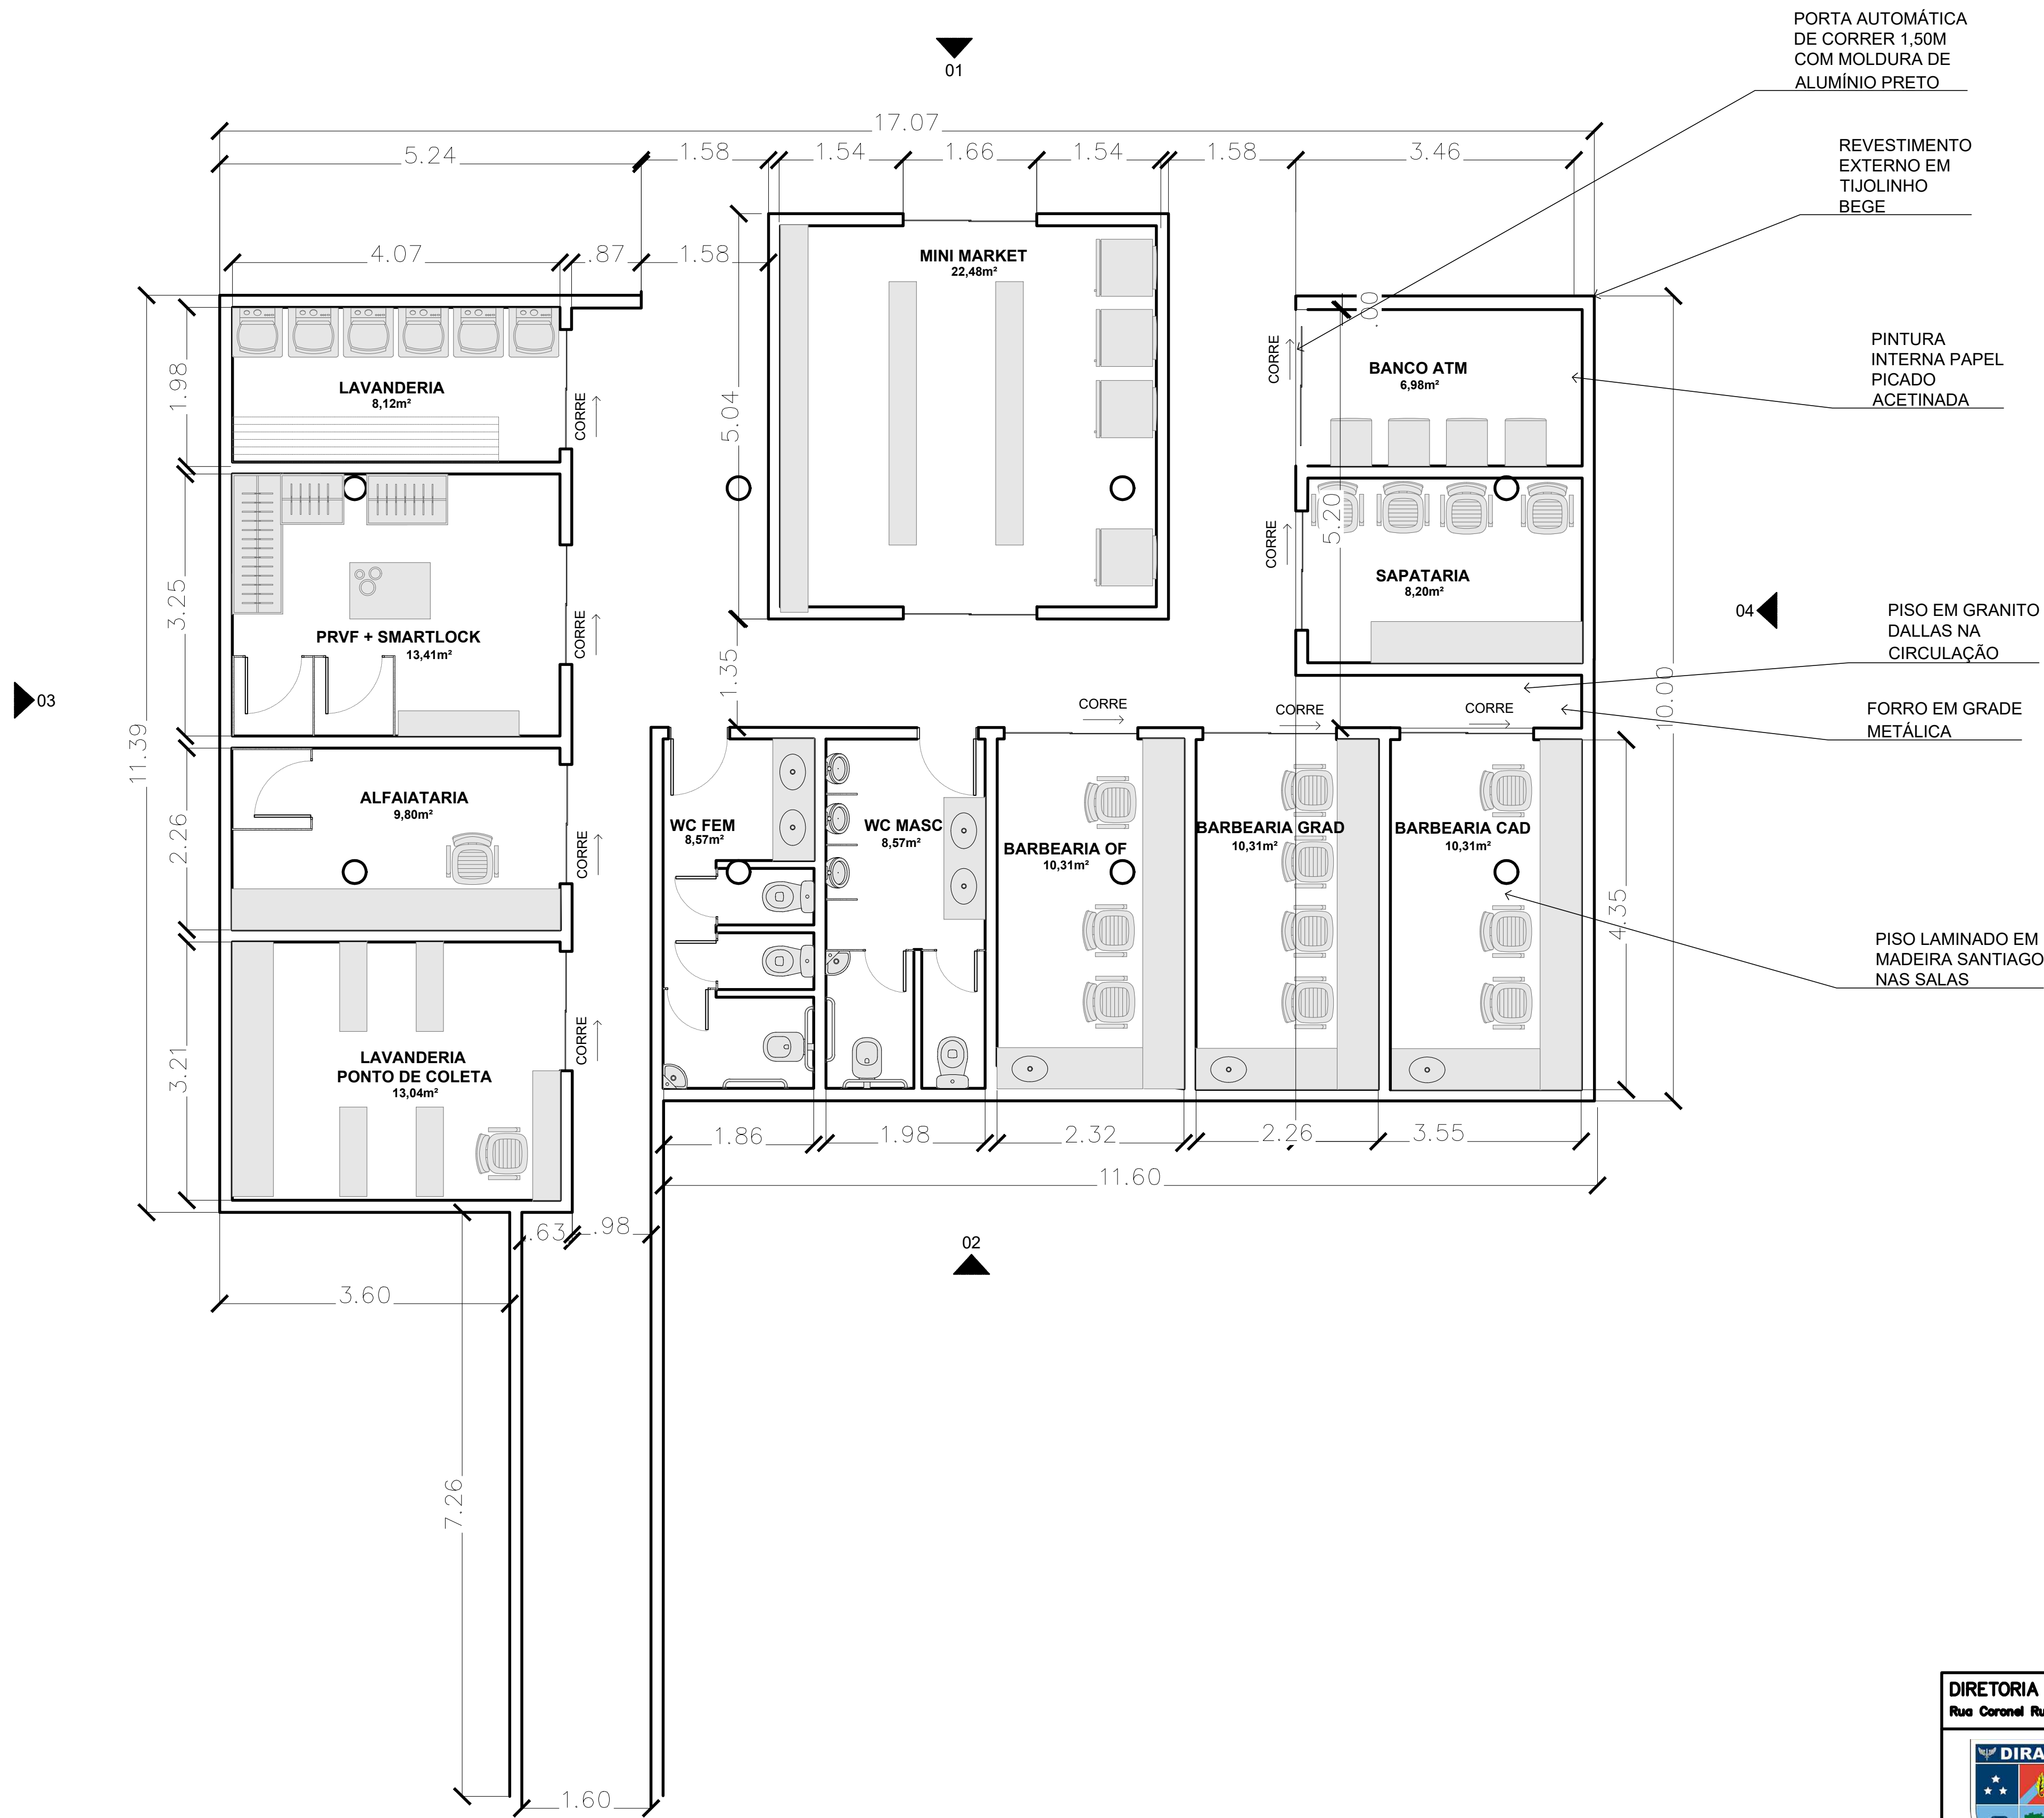 PORTA AUTOMÁTICA
DE CORRER 1,50M
COM MOLDURA DE
ALUMÍNIO PRETO
01
17.07
5.24
1.58
1.54
1.66
1.54
1.58
3.46
REVESTIMENTO
EXTERNO EM
TIJOLINHO
BEGE
4.07
.87
1.58
MINI MARKET
22,48m²
PINTURA
INTERNA PAPEL
PICADO
ACETINADA
CORRE
BANCO ATM
6,98m²
1.98
LAVANDERIA
8,12m²
CORRE
5.04
5.20
CORRE
SAPATARIA
8,20m²
3.25
PRVF + SMARTLOCK
13,41m²
CORRE
04
PISO EM GRANITO
DALLAS NA
CIRCULAÇÃO
03
1.35
10.00
CORRE
CORRE
CORRE
FORRO EM GRADE
METÁLICA
11.39
2.26
ALFAIATARIA
9,80m²
CORRE
WC FEM
8,57m²
WC MASC
8,57m²
BARBEARIA OF
10,31m²
BARBEARIA GRAD
10,31m²
BARBEARIA CAD
10,31m²
4.35
PISO LAMINADO EM
MADEIRA SANTIAGO
NAS SALAS
3.21
LAVANDERIA
PONTO DE COLETA
13,04m²
CORRE
1.86
1.98
2.32
2.26
3.55
11.60
.63
.98
02
3.60
7.26
1.60
DIRETORIA
Rua Coronel
DIRA